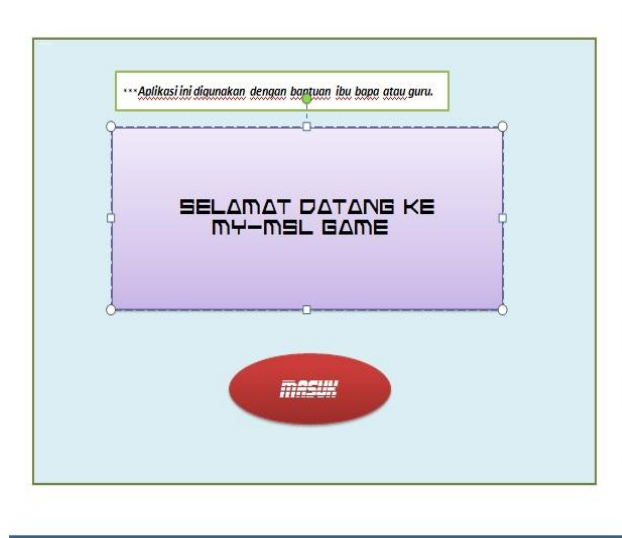 ***Aplikasi ini digunakan dengan bantuan ibu bapa atau guru.
SELAMAT DATANG KE
MY-MSL GAME
MASUK